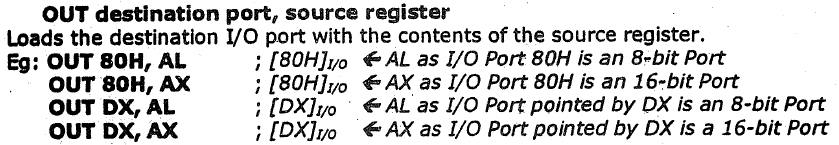 OUT destination port, source register
Loads the destination I/O port with the contents of the source register.
Eg: OUT 80H, AL ; [80H]I/O ← AL as I/O Port 80H is an 8-bit Port
OUT 80H, AX ; [80H]I/O ← AX as I/O Port 80H is an 16-bit Port
OUT DX, AL ; [DX]I/O ← AL as I/O Port pointed by DX is an 8-bit Port
OUT DX, AX ; [DX]I/O ← AX as I/O Port pointed by DX is a 16-bit Port